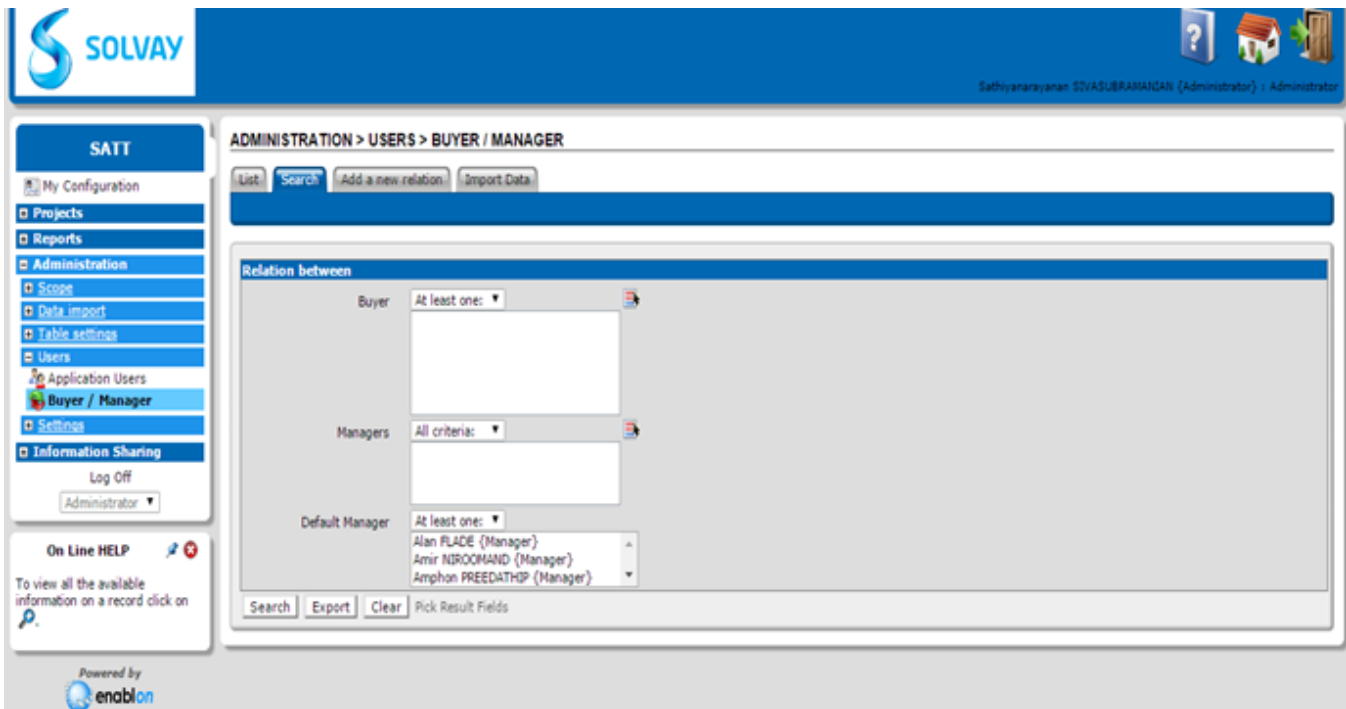 SOLVAY
?
Sathiyanarayanan SIVASUBRAMANIAN {Administrator} : Administrator
SATT
My Configuration
Projects
Reports
Administration
Scope
Data import
Table settings
Users
Application Users
Buyer / Manager
Settings
Information Sharing
Log Off
Administrator
On Line HELP
To view all the available
information on a record click on
.
Powered by
enablon
ADMINISTRATION > USERS > BUYER / MANAGER
List Search Add a new relation Import Data
Relation between
Buyer At least one:
Managers All criteria:
Default Manager At least one:
Alan FLADE {Manager}
Amir NIROOMAND {Manager}
Amphon PREEDATHIP {Manager}
Search Export Clear Pick Result Fields